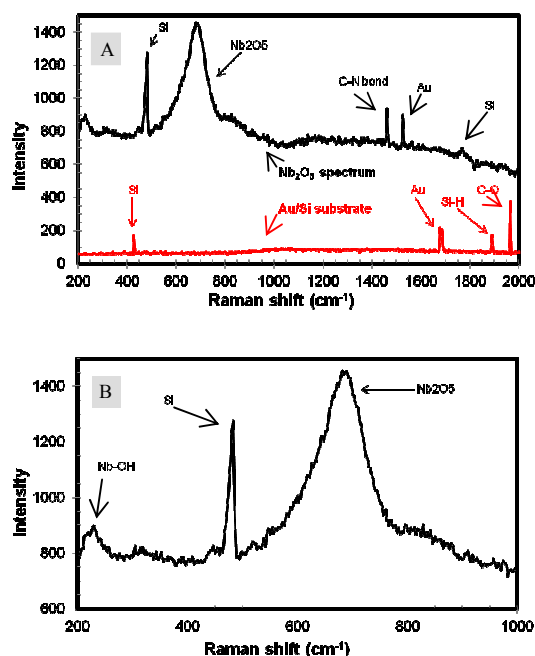 A
SI
Nb2O5
C-N bond
Au
SI
Nb₂O₅ spectrum
SI
Au/Si substrate
Au
SI-H
C-O
Intensity
1400
1200
1000
800
600
400
200
0
200 400 600 800 1000 1200 1400 1600 1800 2000
Raman shift (cm⁻¹)
B
SI
Nb2O5
Nb-OH
Intensity
1400
1200
1000
800
600
200 400 600 800 1000
Raman shift (cm⁻¹)